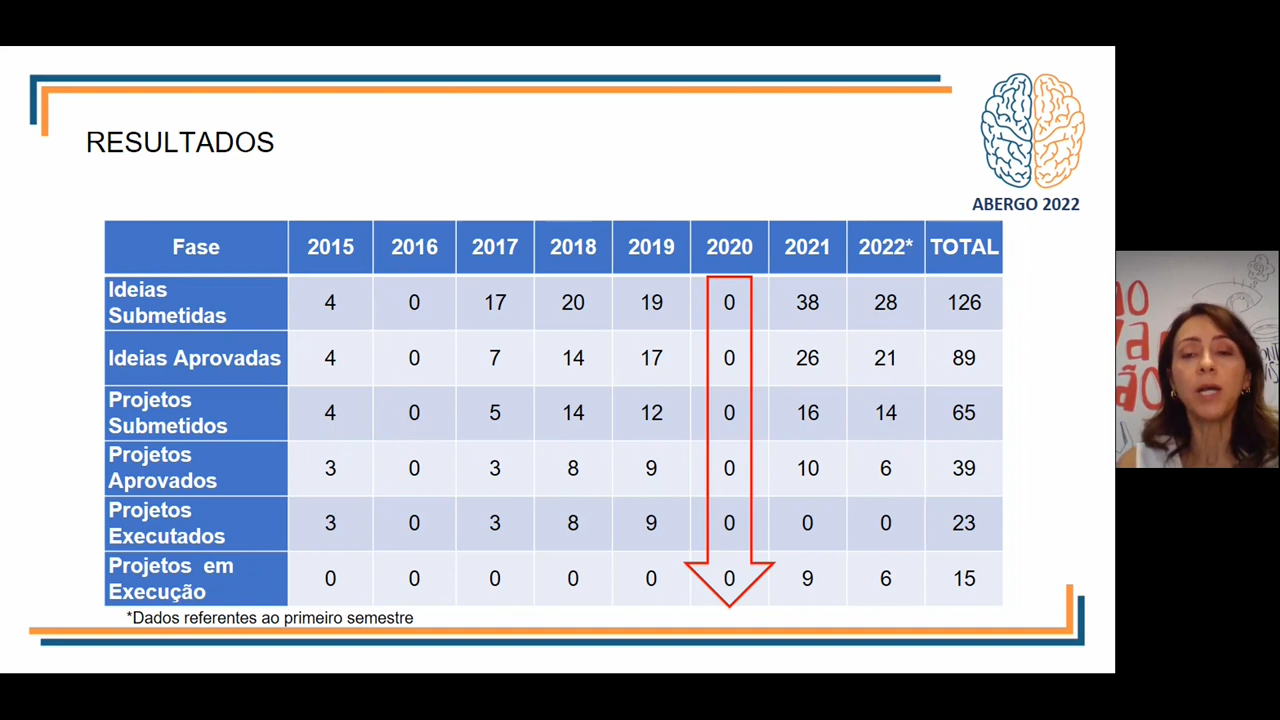 RESULTADOS
ABERGO 2022
Fase 2015 2016 2017 2018 2019 2020 2021 2022* TOTAL
Ideias
Submetidas 4 0 17 20 19 0 38 28 126
Ideias Aprovadas 4 0 7 14 17 0 26 21 89
Projetos
Submetidos 4 0 5 14 12 0 16 14 65
Projetos
Aprovados 3 0 3 8 9 0 10 6 39
Projetos
Executados 3 0 3 8 9 0 0 0 23
Projetos em
Execução 0 0 0 0 0 0 9 6 15
*Dados referentes ao primeiro semestre